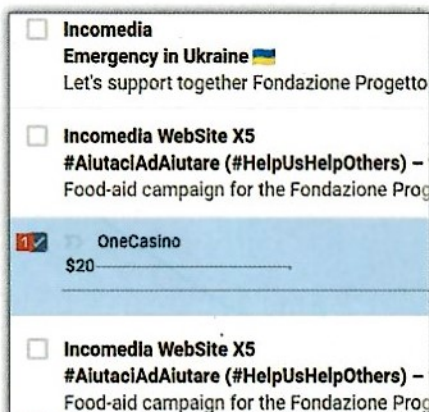 Incomedia
Emergency in Ukraine 🇺🇦
Let's support together Fondazione Progetto
Incomedia WebSite X5
#AiutaciAdAiutare (#HelpUsHelpOthers) –
Food-aid campaign for the Fondazione Prog
1 OneCasino
$20
Incomedia WebSite X5
#AiutaciAdAiutare (#HelpUsHelpOthers) –
Food-aid campaign for the Fondazione Prog